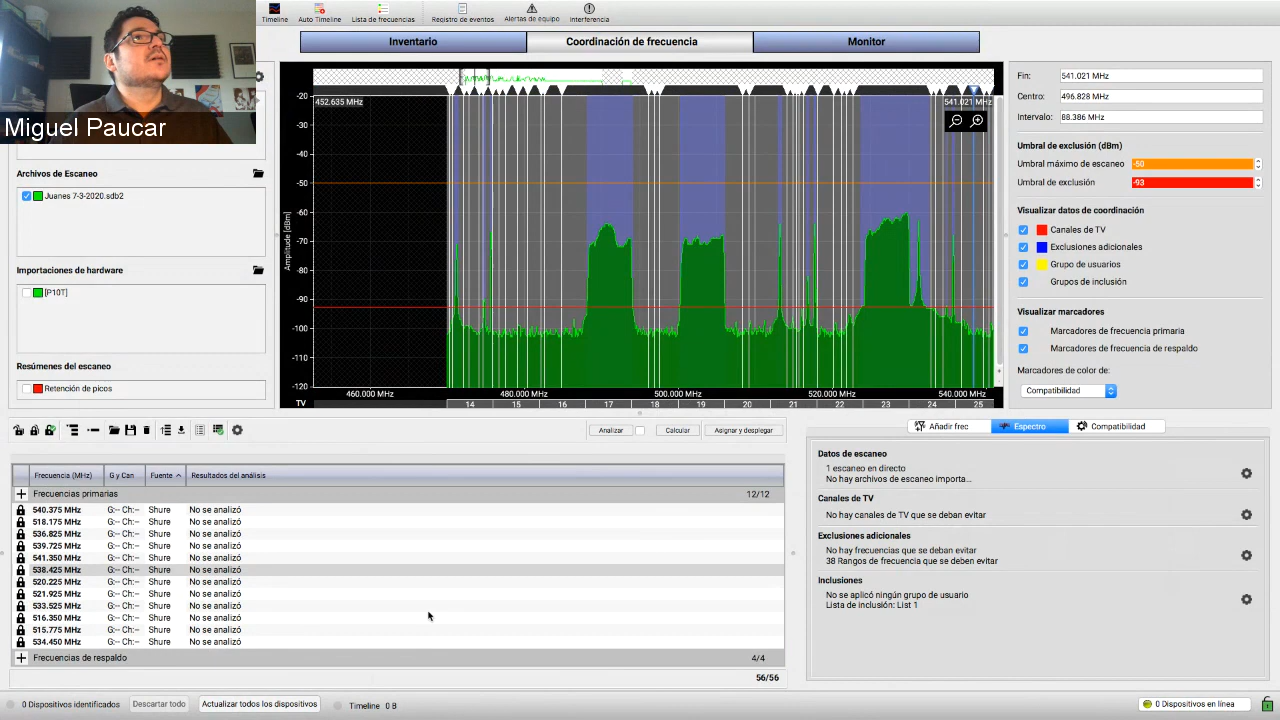 Timeline
Auto Timeline
Lista de frecuencias
Registro de eventos
Alertas de equipo
Interferencia
Inventario
Coordinación de frecuencia
Monitor
Miguel Paucar
Archivos de Escaneo
Juanes 7-3-2020.sdb2
Importaciones de hardware
[P10T]
Resúmenes del escaneo
Retención de picos
452.635 MHz
541.021 MHz
Amplitude [dBm]
-20
-30
-40
-50
-60
-70
-80
-90
-100
-110
-120
460.000 MHz
480.000 MHz
500.000 MHz
520.000 MHz
540.000 MHz
TV
14
15
16
17
18
19
20
21
22
23
24
25
Fin:
541.021 MHz
Centro:
496.828 MHz
Intervalo:
88.386 MHz
Umbral de exclusión (dBm)
Umbral máximo de escaneo
-50
Umbral de exclusión
-93
Visualizar datos de coordinación
Canales de TV
Exclusiones adicionales
Grupo de usuarios
Grupos de inclusión
Visualizar marcadores
Marcadores de frecuencia primaria
Marcadores de frecuencia de respaldo
Marcadores de color de:
Compatibilidad
Analizar
Calcular
Asignar y desplegar
Frecuencia (MHz)
G y Can
Fuente
Resultados del análisis
Frecuencias primarias
12/12
540.375 MHz G:-- Ch:-- Shure No se analizó
518.175 MHz G:-- Ch:-- Shure No se analizó
536.825 MHz G:-- Ch:-- Shure No se analizó
539.725 MHz G:-- Ch:-- Shure No se analizó
541.350 MHz G:-- Ch:-- Shure No se analizó
538.425 MHz G:-- Ch:-- Shure No se analizó
520.225 MHz G:-- Ch:-- Shure No se analizó
521.925 MHz G:-- Ch:-- Shure No se analizó
533.525 MHz G:-- Ch:-- Shure No se analizó
516.350 MHz G:-- Ch:-- Shure No se analizó
515.775 MHz G:-- Ch:-- Shure No se analizó
534.450 MHz G:-- Ch:-- Shure No se analizó
Frecuencias de respaldo
4/4
56/56
Añadir frec
Espectro
Compatibilidad
Datos de escaneo
1 escaneo en directo
No hay archivos de escaneo importa...
Canales de TV
No hay canales de TV que se deban evitar
Exclusiones adicionales
No hay frecuencias que se deban evitar
38 Rangos de frecuencia que se deben evitar
Inclusiones
No se aplicó ningún grupo de usuario
Lista de inclusión: List 1
0 Dispositivos identificados
Descartar todo
Actualizar todos los dispositivos
Timeline 0 B
0 Dispositivos en línea